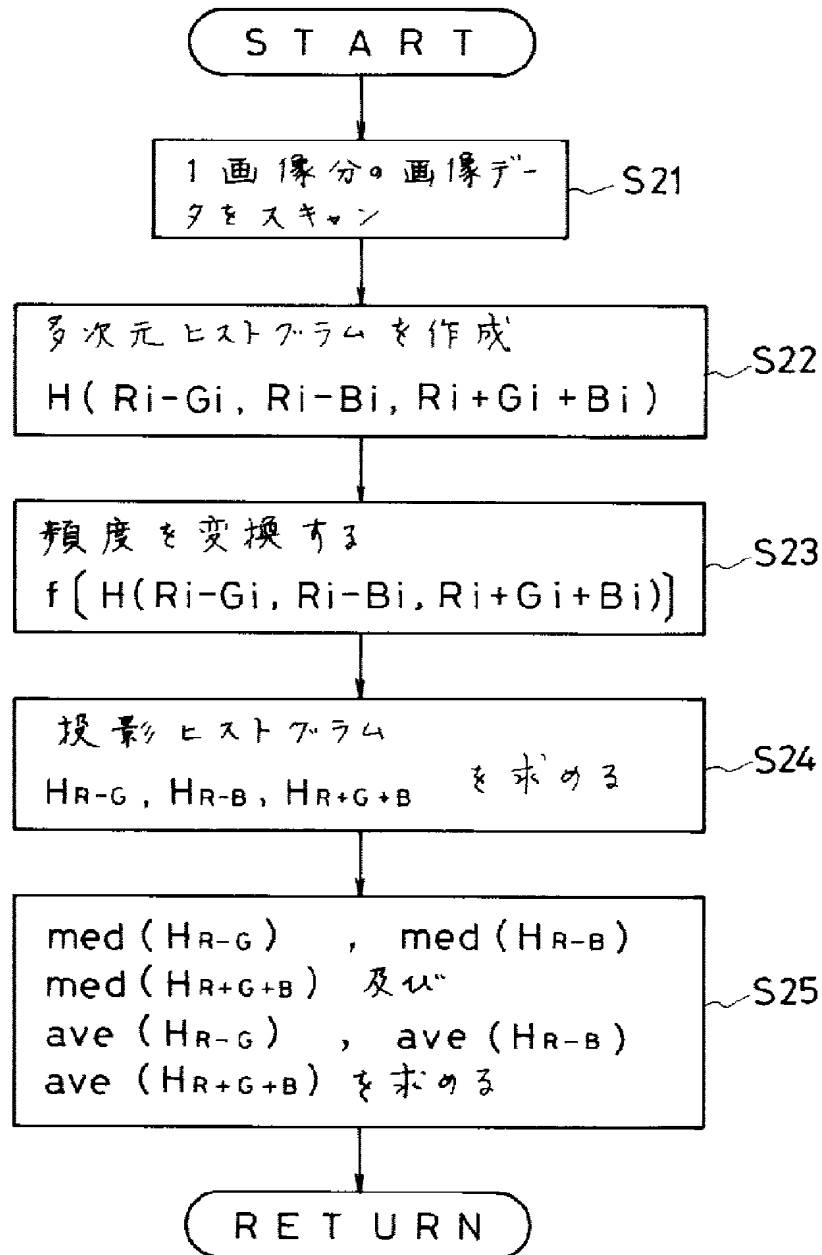 START
1画像分の画像デー
タをスキャン
S21
多次元ヒストグラムを作成
H(Ri-Gi, Ri-Bi, Ri+Gi+Bi)
S22
頻度を変換する
f[H(Ri-Gi, Ri-Bi, Ri+Gi+Bi)]
S23
投影ヒストグラム
HR-G, HR-B, HR+G+B を求める
S24
med(HR-G) , med(HR-B)
med(HR+G+B) 及び
ave(HR-G) , ave(HR-B)
ave(HR+G+B)を求める
S25
RETURN